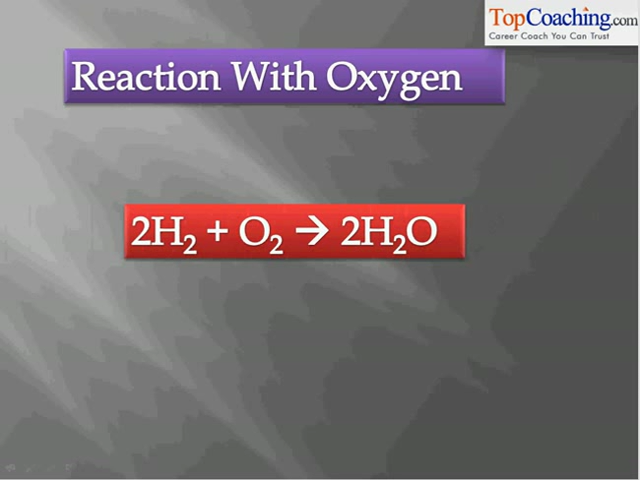 TopCoaching.com
Career Coach You Can Trust
Reaction With Oxygen
2H₂ + O₂ → 2H₂O